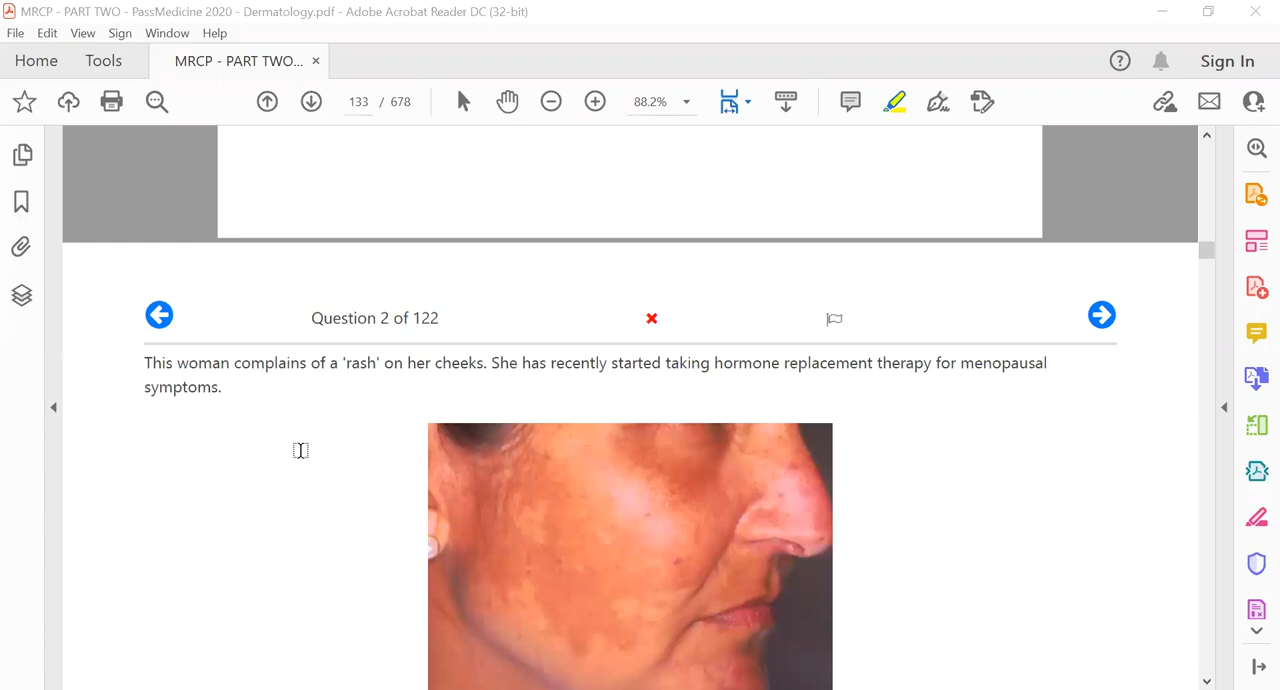 MRCP - PART TWO - PassMedicine 2020 - Dermatology.pdf - Adobe Acrobat Reader DC (32-bit)
File Edit View Sign Window Help
Home Tools MRCP - PART TWO... × Sign In
133 / 678 88.2%
Question 2 of 122
This woman complains of a 'rash' on her cheeks. She has recently started taking hormone replacement therapy for menopausal
symptoms.